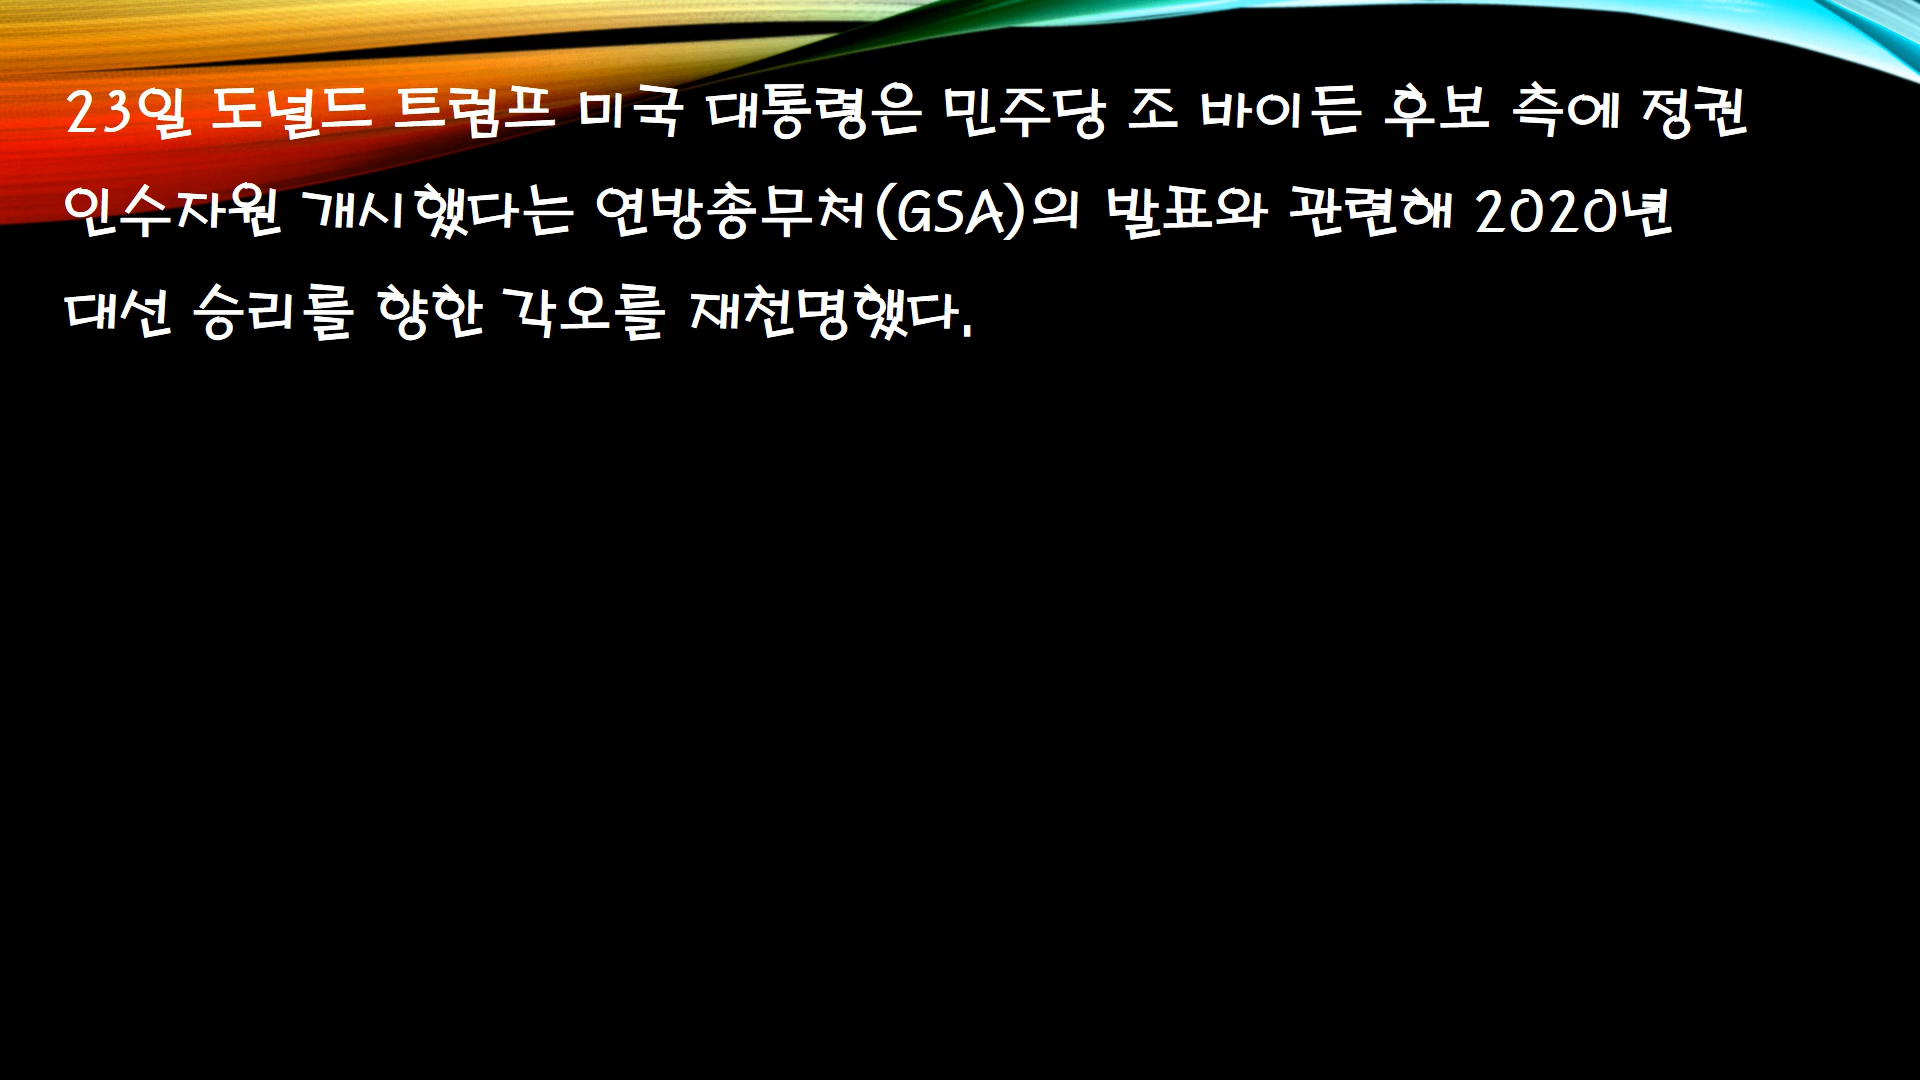 23일 도널드 트럼프 미국 대통령은 민주당 조 바이든 후보 측에 정권
인수자원 개시했다는 연방총무처(GSA)의 발표와 관련해 2020년
대선 승리를 향한 각오를 재천명했다.